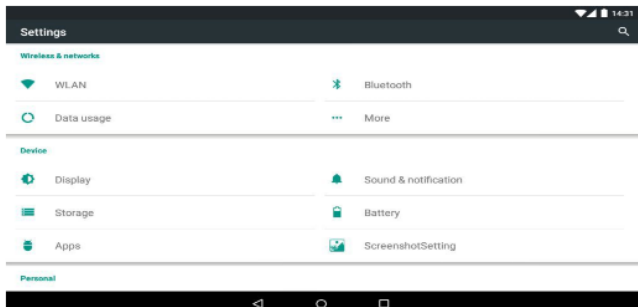 14:31
Settings
Wireless & networks
WLAN
Bluetooth
Data usage
More
Device
Display
Sound & notification
Storage
Battery
Apps
ScreenshotSetting
Personal